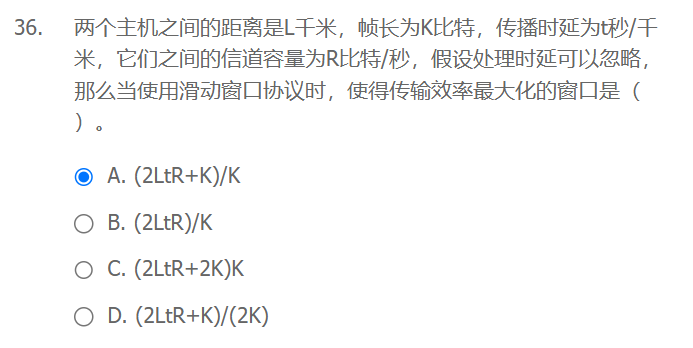 36. 两个主机之间的距离是L千米，帧长为K比特，传播时延为t秒/千
米，它们之间的信道容量为R比特/秒，假设处理时延可以忽略，
那么当使用滑动窗口协议时，使得传输效率最大化的窗口是（
）。
A. (2LtR+K)/K
B. (2LtR)/K
C. (2LtR+2K)K
D. (2LtR+K)/(2K)